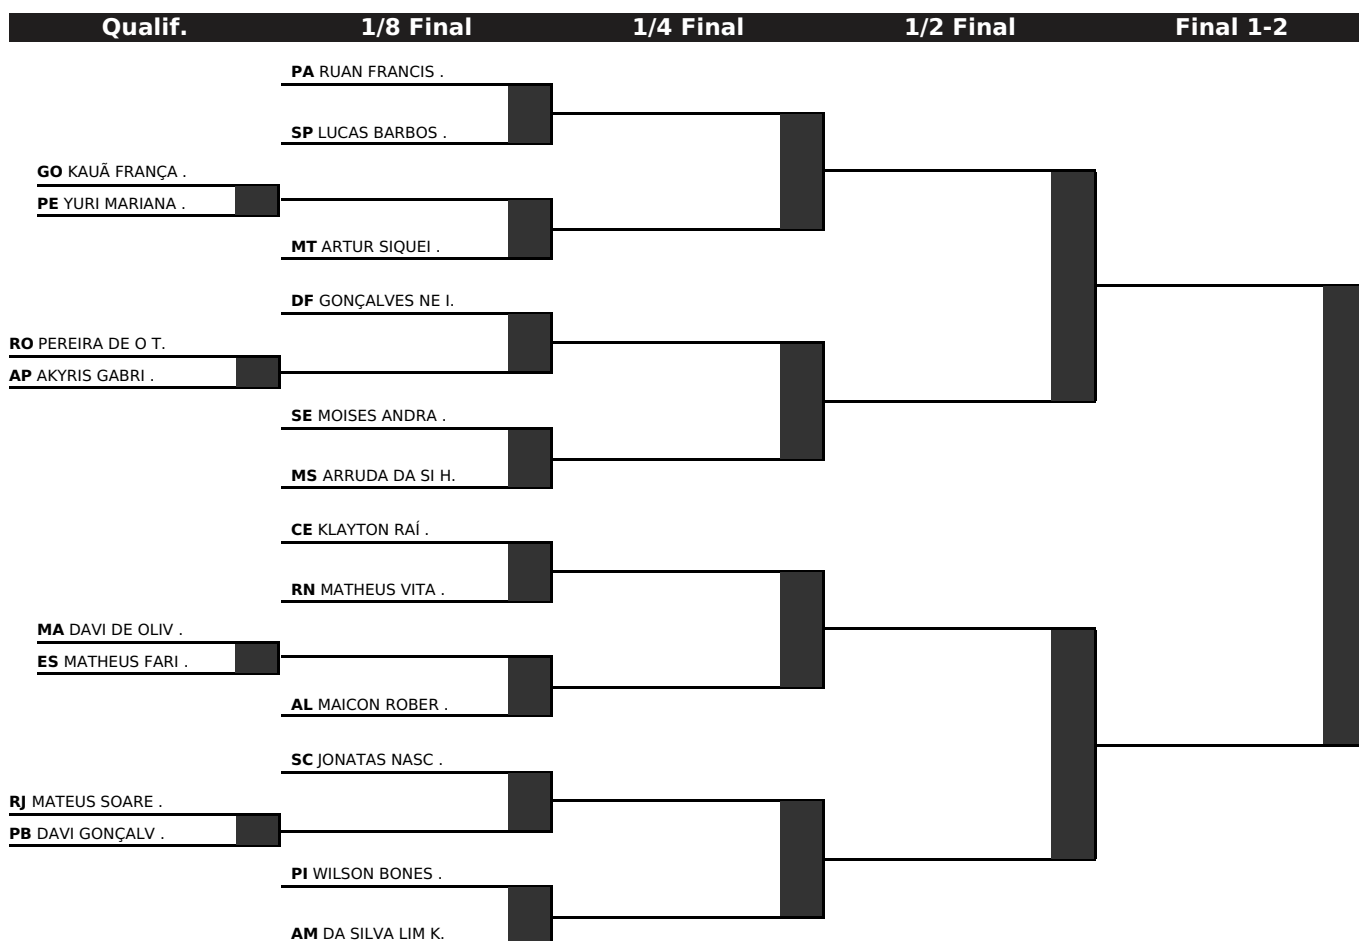 Qualif. 1/8 Final 1/4 Final 1/2 Final Final 1-2
PA RUAN FRANCIS .
SP LUCAS BARBOS .
GO KAUÃ FRANÇA .
PE YURI MARIANA .
MT ARTUR SIQUEI .
DF GONÇALVES NE I.
RO PEREIRA DE O T.
AP AKYRIS GABRI .
SE MOISES ANDRA .
MS ARRUDA DA SI H.
CE KLAYTON RAÍ .
RN MATHEUS VITA .
MA DAVI DE OLIV .
ES MATHEUS FARI .
AL MAICON ROBER .
SC JONATAS NASC .
RJ MATEUS SOARE .
PB DAVI GONÇALV .
PI WILSON BONES .
AM DA SILVA LIM K.